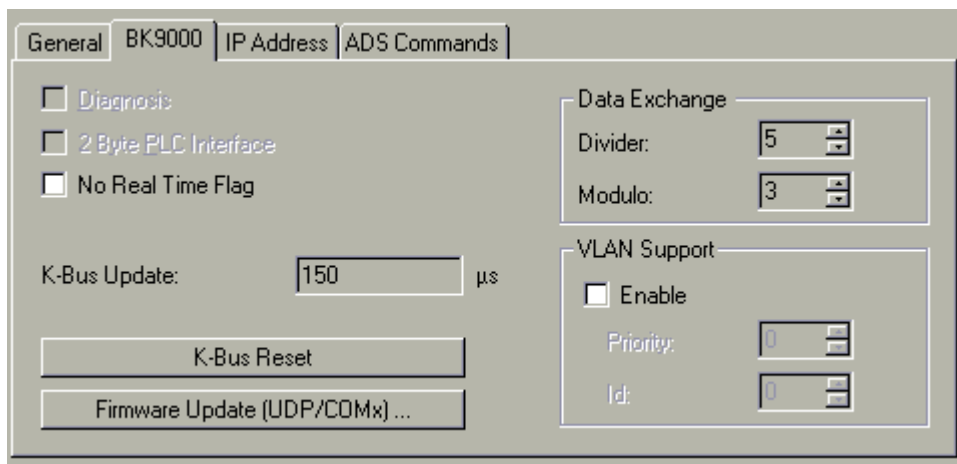 General
BK9000
IP Address
ADS Commands
Diagnosis
2 Byte PLC Interface
No Real Time Flag
K-Bus Update: 150 µs
K-Bus Reset
Firmware Update (UDP/COMx) ...
Data Exchange
Divider: 5
Modulo: 3
VLAN Support
Enable
Priority: 0
Id: 0